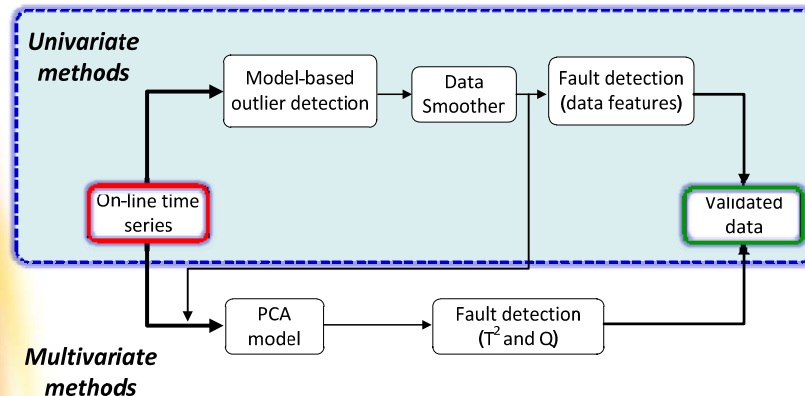 Univariate
methods
Model-based
outlier detection
Data
Smoother
Fault detection
(data features)
On-line time
series
Validated
data
PCA
model
Fault detection
(T² and Q)
Multivariate
methods